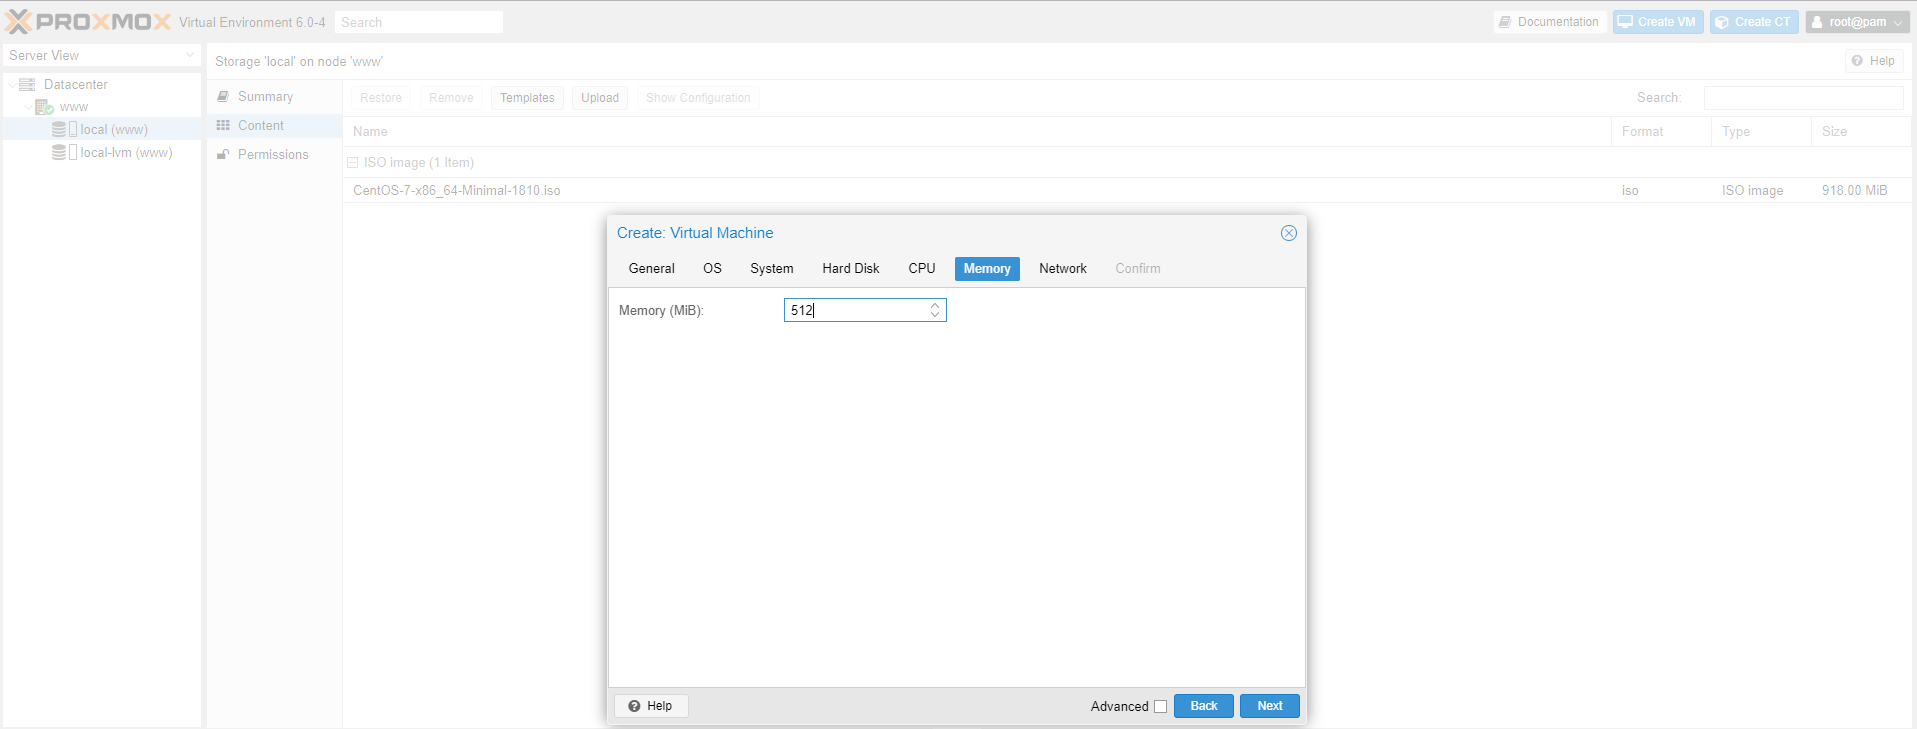 PROXMOX Virtual Environment 6.0-4 Search Documentation Create VM Create CT root@pam
Server View
Storage 'local' on node 'www' Help
Datacenter
www
local (www)
local-lvm (www)
Summary
Content
Permissions
Restore Remove Templates Upload Show Configuration Search:
Name Format Type Size
ISO image (1 Item)
CentOS-7-x86_64-Minimal-1810.iso iso ISO image 918.00 MiB
Create: Virtual Machine
General OS System Hard Disk CPU Memory Network Confirm
Memory (MiB): 512
Help Advanced Back Next